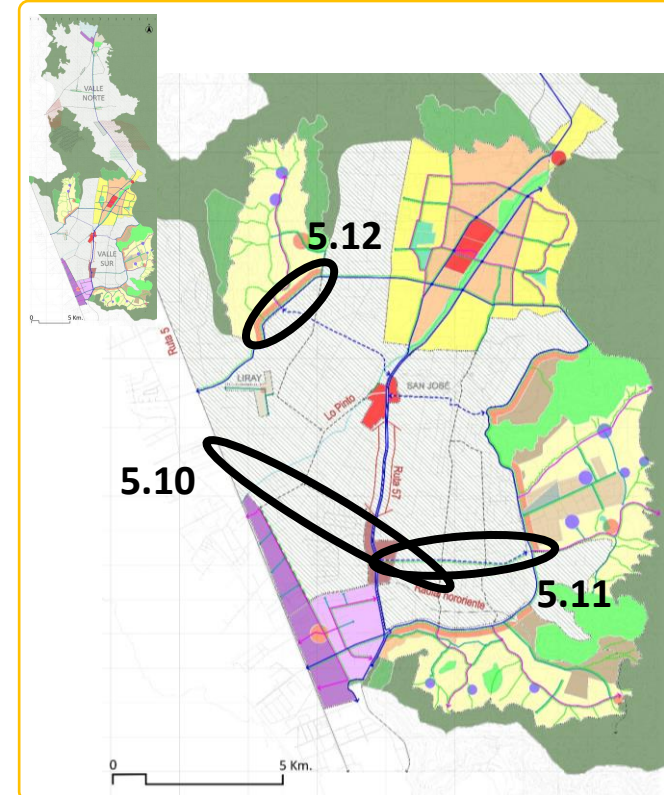 VALLE
NORTE
VALLE
SUR
0 5 Km.
5.12
Ruta 5
LIRAY
SAN JOSÉ
Lo Pinto
5.10
Ruta 57
5.11
Radial nororiente
0 5 Km.